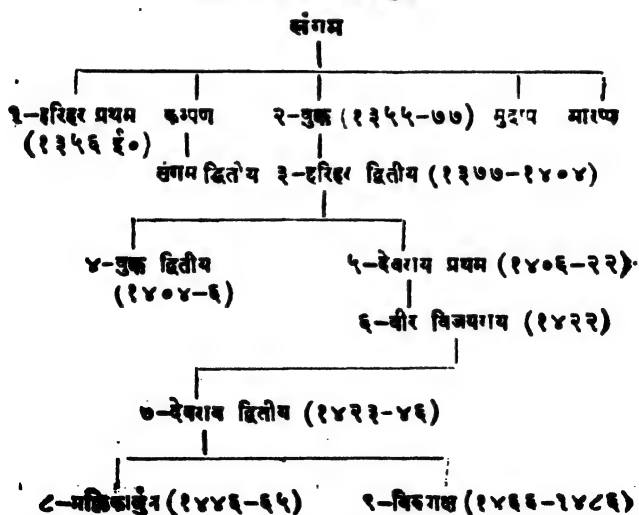 संगम
१-हरिहर प्रथम कम्पण २-बुक्क (१३५५-७७) मुद्दप मारप्प
(१३५६ ई०)
संगम द्वितीय ३-हरिहर द्वितीय (१३७७-१४०४)
४-बुक्क द्वितीय ५-देवराय प्रथम (१४०६-२२)
(१४०४-६)
६-वीर विजयराय (१४२२)
७-देवराय द्वितीय (१४२३-४६)
८-मल्लिकार्जुन (१४४६-६५) ९-विरुपाक्ष (१४६६-१४८६)